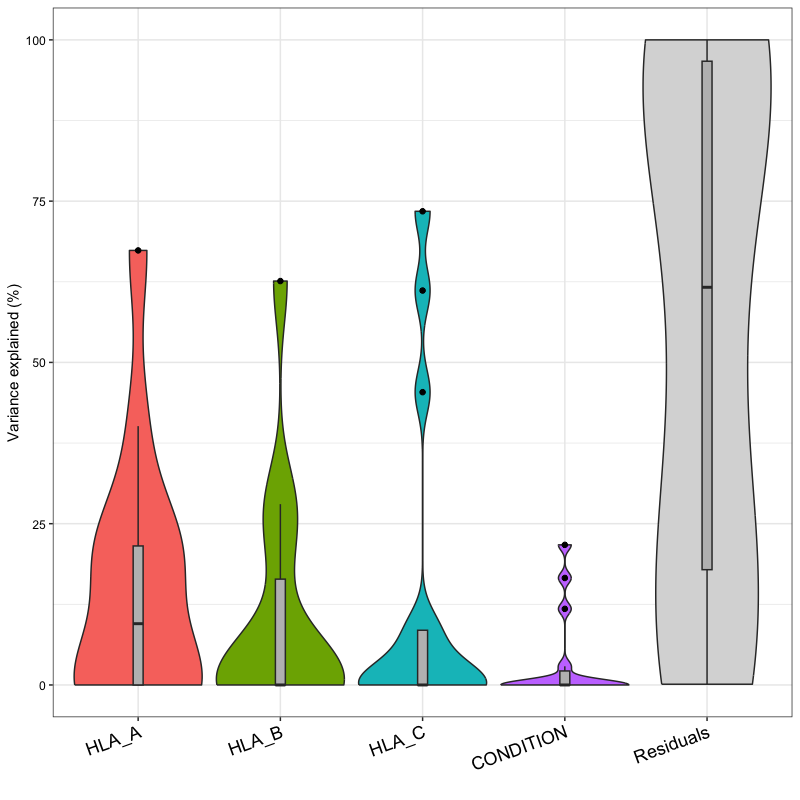 Variance explained (%)
100
75
50
25
0
HLA_A
HLA_B
HLA_C
CONDITION
Residuals